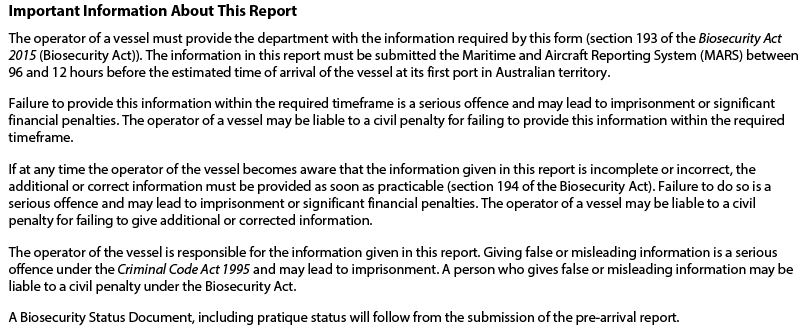 Important Information About This Report
The operator of a vessel must provide the department with the information required by this form (section 193 of the Biosecurity Act
2015 (Biosecurity Act)). The information in this report must be submitted the Maritime and Aircraft Reporting System (MARS) between
96 and 12 hours before the estimated time of arrival of the vessel at its first port in Australian territory.
Failure to provide this information within the required timeframe is a serious offence and may lead to imprisonment or significant
financial penalties. The operator of a vessel may be liable to a civil penalty for failing to provide this information within the required
timeframe.
If at any time the operator of the vessel becomes aware that the information given in this report is incomplete or incorrect, the
additional or correct information must be provided as soon as practicable (section 194 of the Biosecurity Act). Failure to do so is a
serious offence and may lead to imprisonment or significant financial penalties. The operator of a vessel may be liable to a civil
penalty for failing to give additional or corrected information.
The operator of the vessel is responsible for the information given in this report. Giving false or misleading information is a serious
offence under the Criminal Code Act 1995 and may lead to imprisonment. A person who gives false or misleading information may be
liable to a civil penalty under the Biosecurity Act.
A Biosecurity Status Document, including pratique status will follow from the submission of the pre-arrival report.